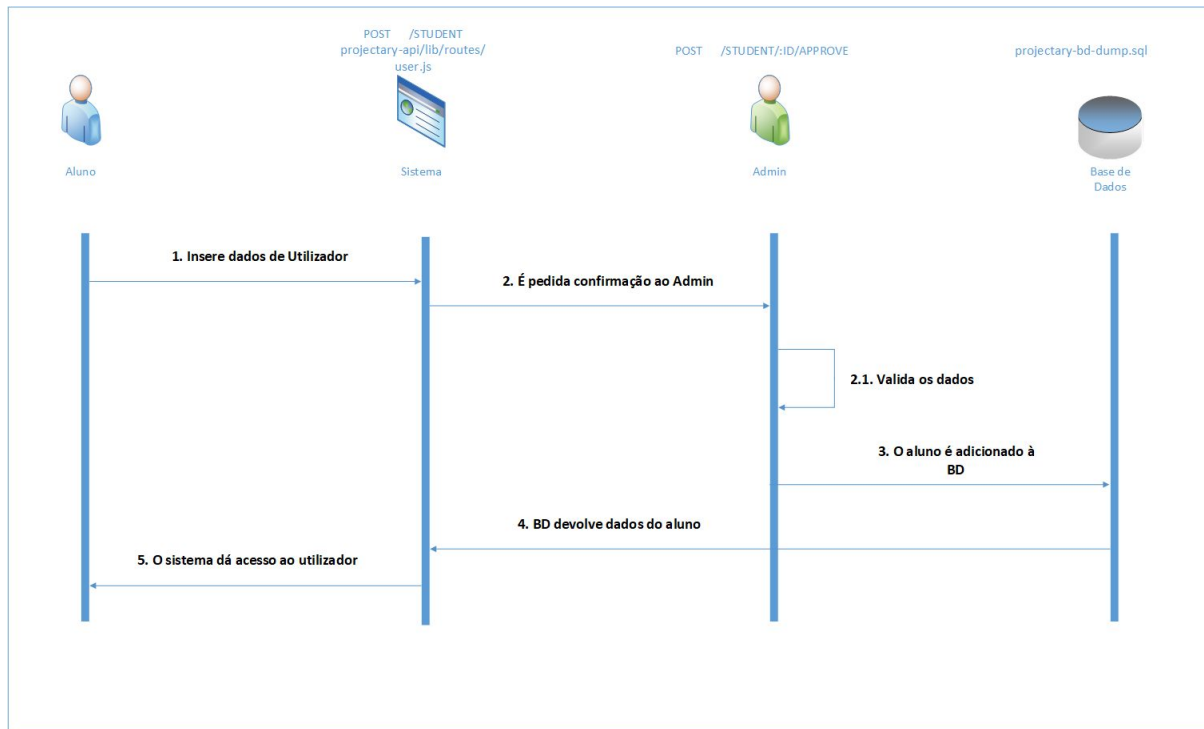 POST /STUDENT
projectary-api/lib/routes/
user.js
POST /STUDENT/:ID/APPROVE
projectary-bd-dump.sql
Aluno
Sistema
Admin
Base de
Dados
1. Insere dados de Utilizador
2. É pedida confirmação ao Admin
2.1. Valida os dados
3. O aluno é adicionado à
BD
4. BD devolve dados do aluno
5. O sistema dá acesso ao utilizador